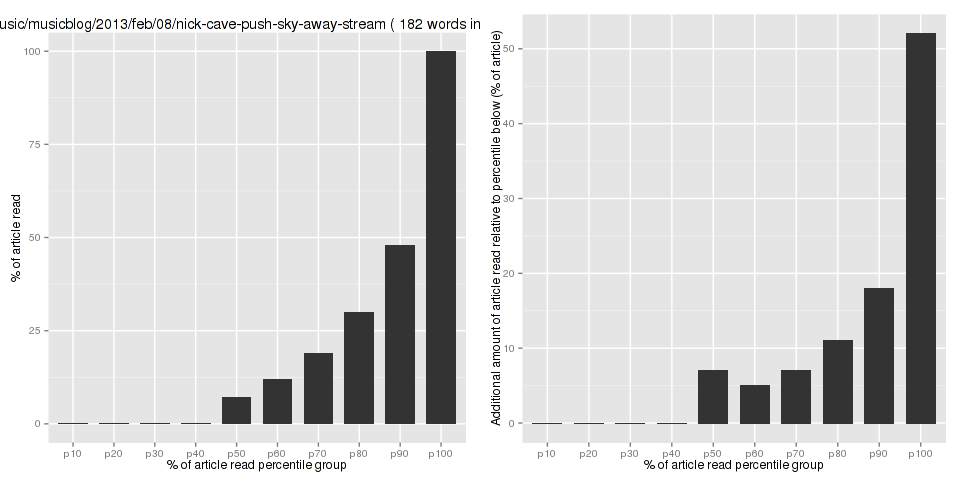 usic/musicblog/2013/feb/08/nick-cave-push-sky-away-stream ( 182 words in
100
75
50
25
0
% of article read
p10 p20 p30 p40 p50 p60 p70 p80 p90 p100
% of article read percentile group
50
40
30
20
10
0
Additional amount of article read relative to percentile below (% of article)
p10 p20 p30 p40 p50 p60 p70 p80 p90 p100
% of article read percentile group